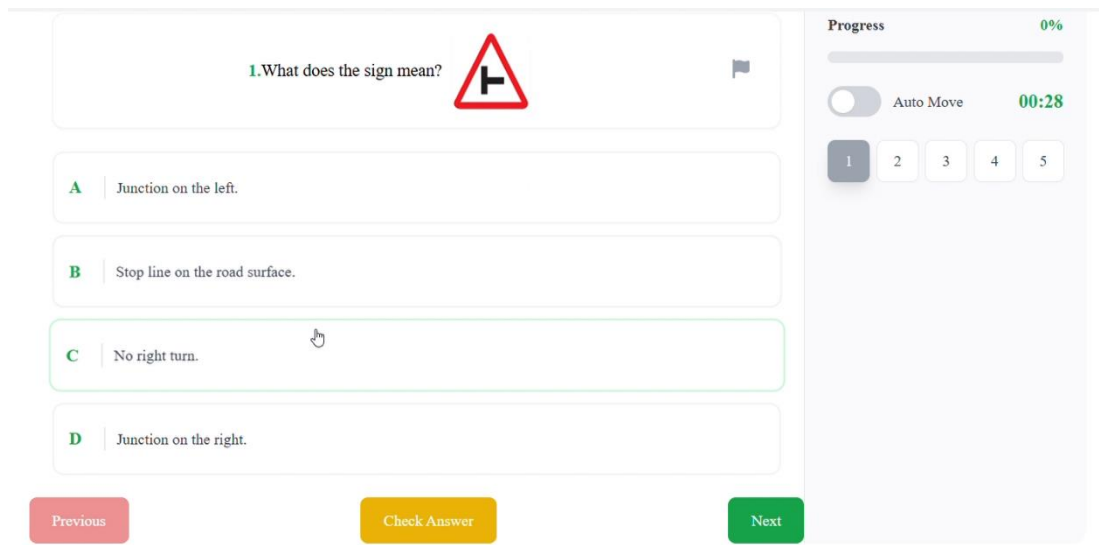 1.What does the sign mean?
A Junction on the left.
B Stop line on the road surface.
C No right turn.
D Junction on the right.
Previous
Check Answer
Next
Progress 0%
Auto Move 00:28
1 2 3 4 5